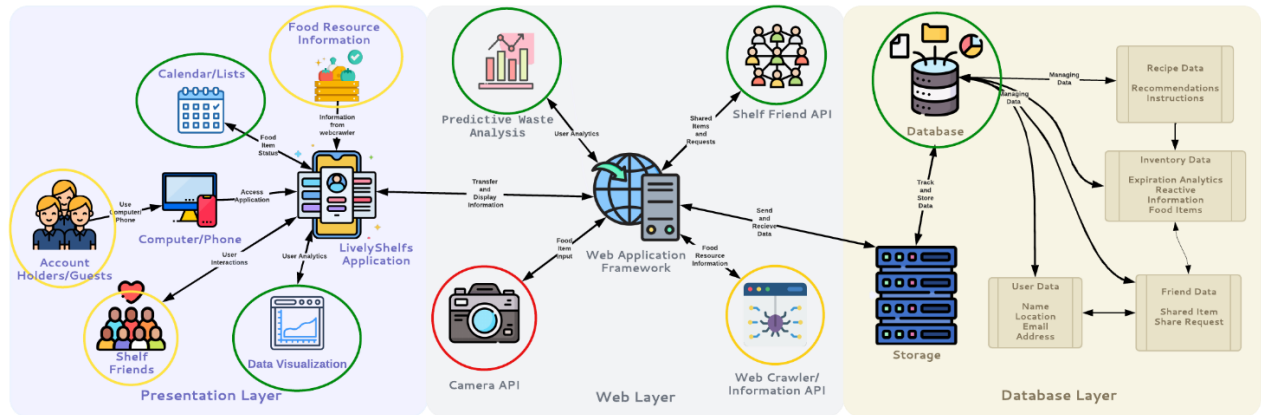 Food Resource
Information
Calendar/Lists
Information
from
webcrawler
Food
Item
Status
Use
Computer/
Phone
Access
Application
Computer/Phone
LivelyShelfs
Application
Account
Holders/Guests
User
Interactions
User Analytics
Shelf
Friends
Data Visualization
Presentation Layer
Predictive Waste
Analysis
User Analytics
Shelf Friend API
Shared
Items
and
Requests
Transfer
and
Display
Information
Web Application
Framework
Food
Item
Input
Food
Resource
Information
Send
and
Recieve
Data
Camera API
Web Crawler/
Information API
Web Layer
Database
Managing
Data
Managing
Data
Track
and
Store
Data
Storage
Recipe Data
Recommendations
Instructions
Inventory Data
Expiration Analytics
Reactive
Information
Food Items
User Data
Name
Location
Email
Address
Friend Data
Shared Item
Share Request
Database Layer